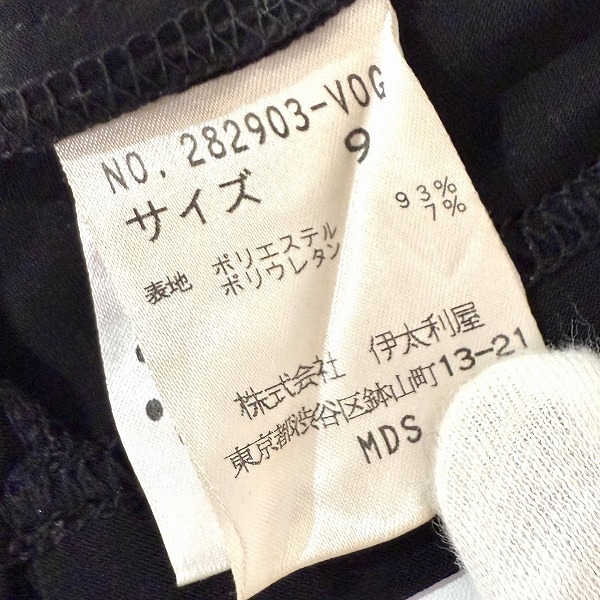 NO. 282903-VOG
サイズ 9
表地 ポリエステル 93%
ポリウレタン 7%
株式会社 伊太利屋
東京都渋谷区鉢山町13-21
MDS